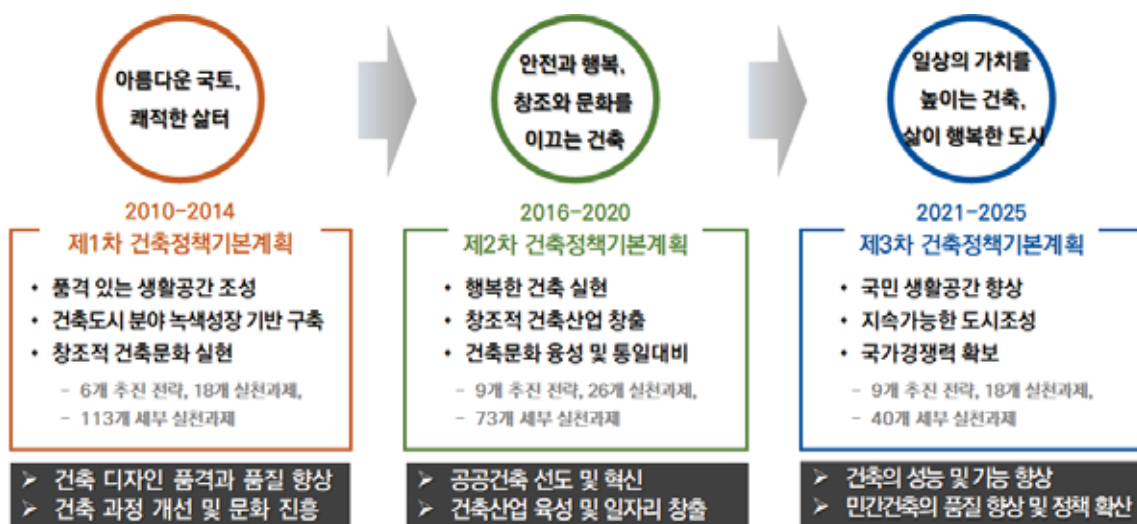 아름다운 국토,
쾌적한 삶터
2010-2014
제1차 건축정책기본계획
• 품격 있는 생활공간 조성
• 건축도시 분야 녹색성장 기반 구축
• 창조적 건축문화 실현
- 6개 추진 전략, 18개 실천과제,
- 113개 세부 실천과제
➢ 건축 디자인 품격과 품질 향상
➢ 건축 과정 개선 및 문화 진흥
안전과 행복,
창조와 문화를
이끄는 건축
2016-2020
제2차 건축정책기본계획
• 행복한 건축 실현
• 창조적 건축산업 창출
• 건축문화 융성 및 통일대비
- 9개 추진 전략, 26개 실천과제,
- 73개 세부 실천과제
➢ 공공건축 선도 및 혁신
➢ 건축산업 육성 및 일자리 창출
일상의 가치를
높이는 건축,
삶이 행복한 도시
2021-2025
제3차 건축정책기본계획
• 국민 생활공간 향상
• 지속가능한 도시조성
• 국가경쟁력 확보
- 9개 추진 전략, 18개 실천과제,
- 40개 세부 실천과제
➢ 건축의 성능 및 기능 향상
➢ 민간건축의 품질 향상 및 정책 확산